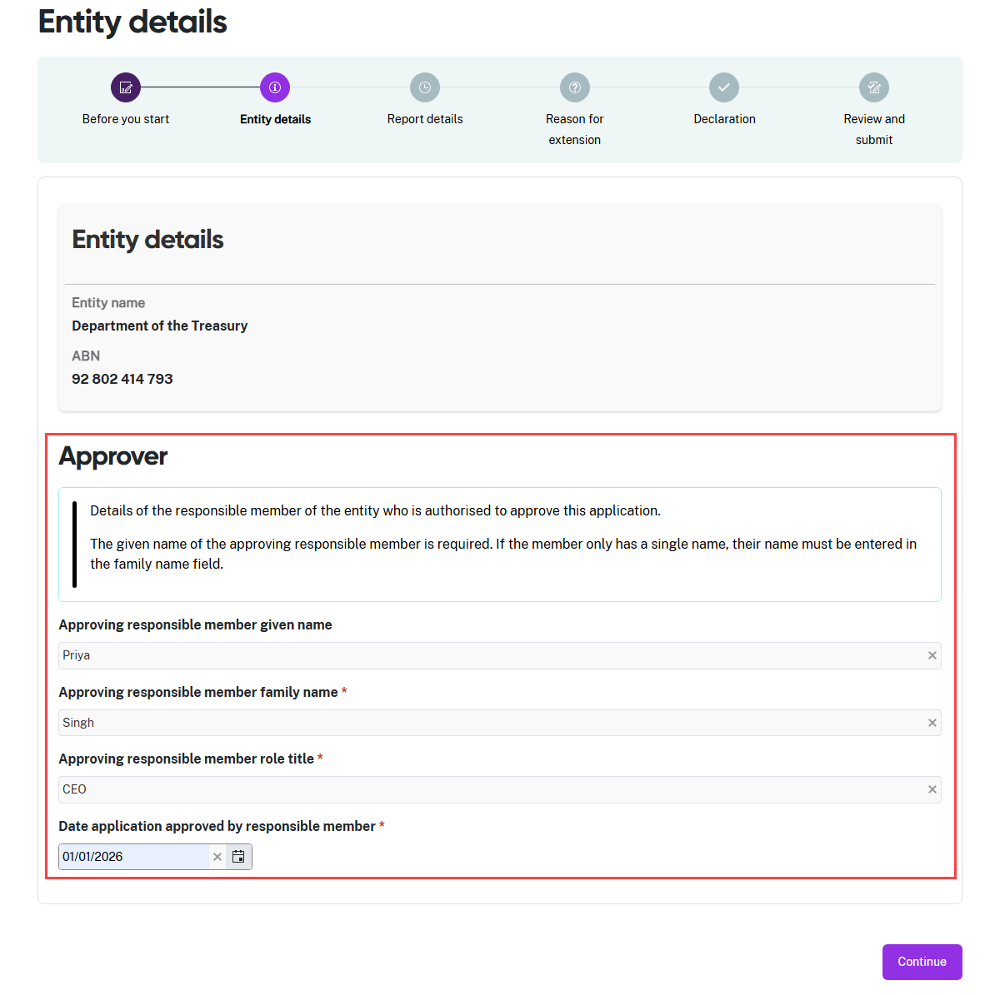 Entity details
Before you start
Entity details
Report details
Reason for
extension
Declaration
Review and
submit
Entity details
Entity name
Department of the Treasury
ABN
92 802 414 793
Approver
Details of the responsible member of the entity who is authorised to approve this application.
The given name of the approving responsible member is required. If the member only has a single name, their name must be entered in
the family name field.
Approving responsible member given name
Priya
Approving responsible member family name *
Singh
Approving responsible member role title *
CEO
Date application approved by responsible member *
01/01/2026
Continue